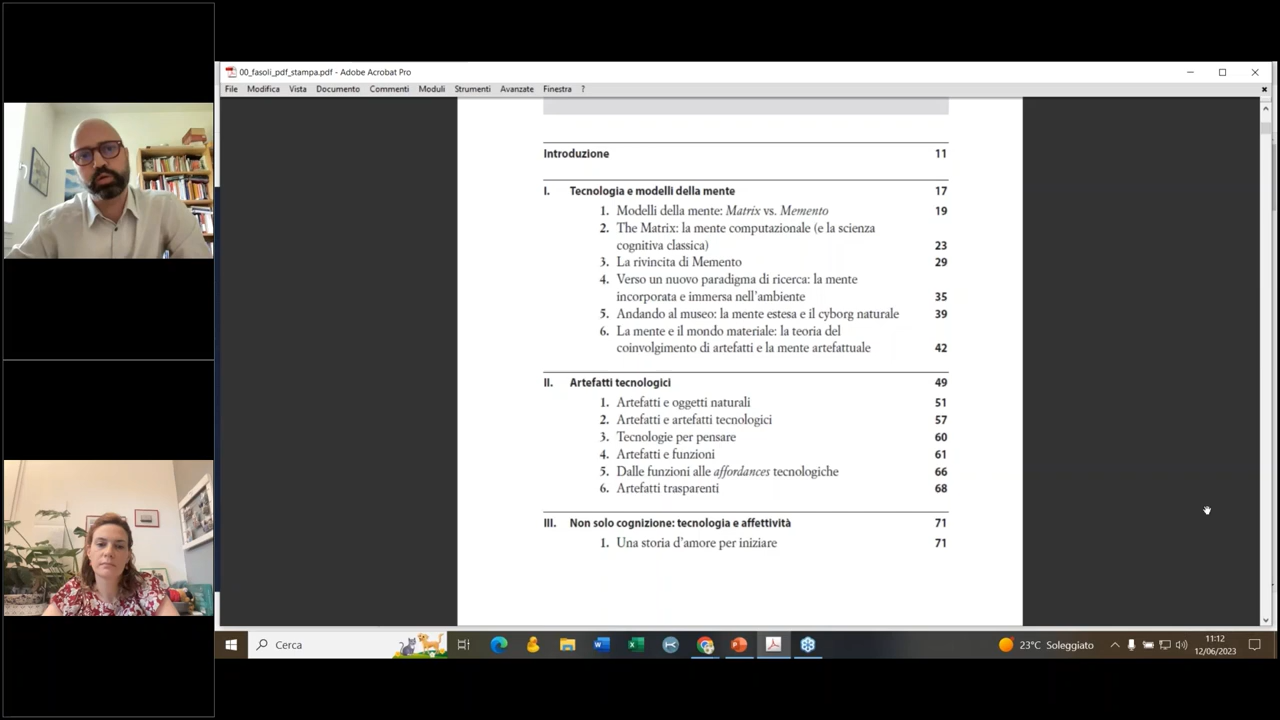 00_fasoli_pdf_stampa.pdf - Adobe Acrobat Pro
File Modifica Vista Documento Commenti Moduli Strumenti Avanzate Finestra ?
Introduzione 11
I. Tecnologia e modelli della mente 17
1. Modelli della mente: Matrix vs. Memento 19
2. The Matrix: la mente computazionale (e la scienza
cognitiva classica) 23
3. La rivincita di Memento 29
4. Verso un nuovo paradigma di ricerca: la mente
incorporata e immersa nell'ambiente 35
5. Andando al museo: la mente estesa e il cyborg naturale 39
6. La mente e il mondo materiale: la teoria del
coinvolgimento di artefatti e la mente artefattuale 42
II. Artefatti tecnologici 49
1. Artefatti e oggetti naturali 51
2. Artefatti e artefatti tecnologici 57
3. Tecnologie per pensare 60
4. Artefatti e funzioni 61
5. Dalle funzioni alle affordances tecnologiche 66
6. Artefatti trasparenti 68
III. Non solo cognizione: tecnologia e affettività 71
1. Una storia d'amore per iniziare 71
Cerca
23°C Soleggiato
11:12
12/06/2023